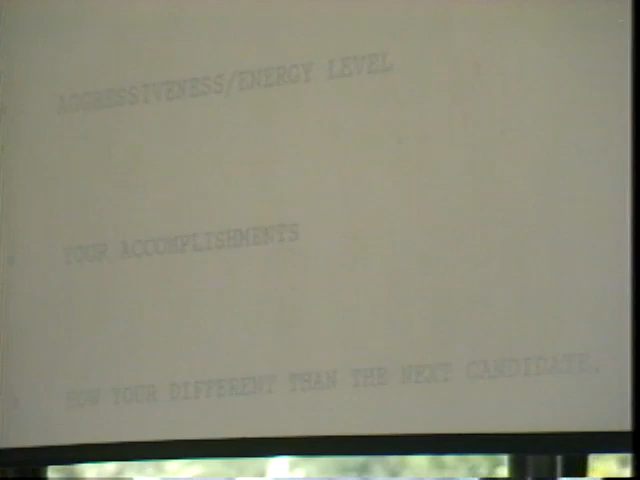 AGGRESSIVENESS/ENERGY LEVEL
YOUR ACCOMPLISHMENTS
HOW YOUR DIFFERENT THAN THE NEXT CANDIDATE.